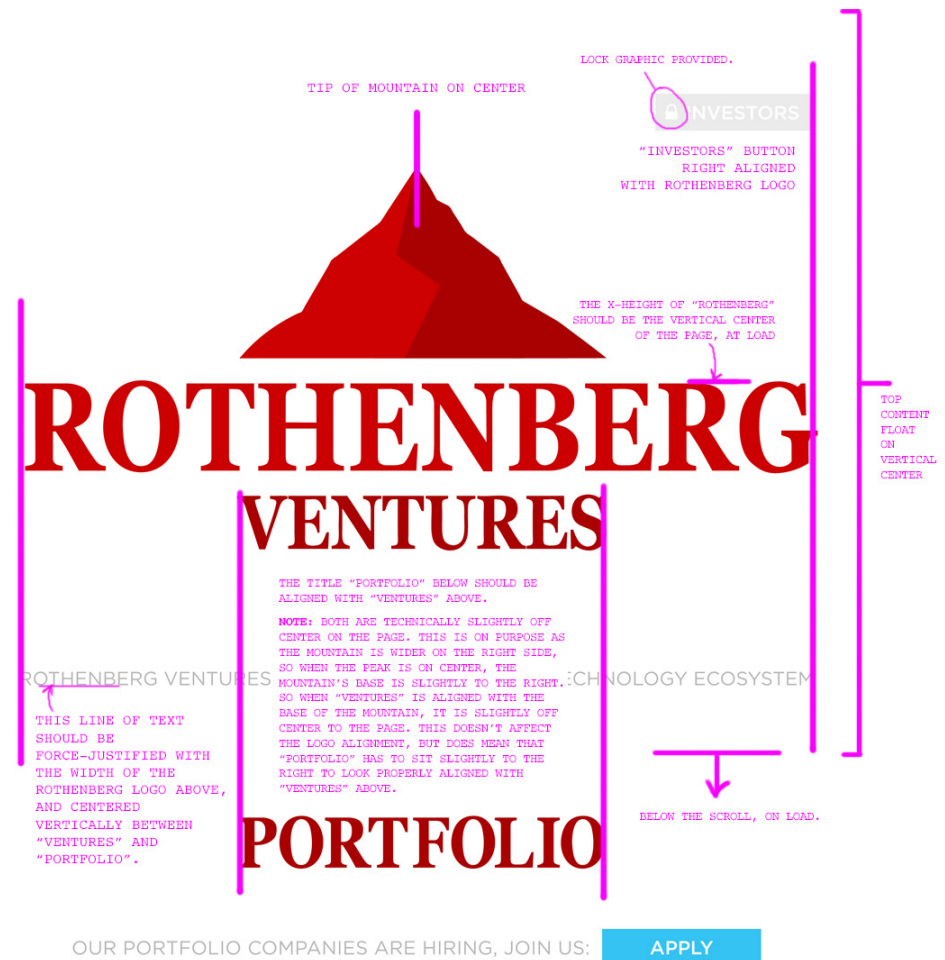 LOCK GRAPHIC PROVIDED.
TIP OF MOUNTAIN ON CENTER
INVESTORS
“INVESTORS” BUTTON
RIGHT ALIGNED
WITH ROTHENBERG LOGO
THE X-HEIGHT OF “ROTHENBERG”
SHOULD BE THE VERTICAL CENTER
OF THE PAGE, AT LOAD
ROTHENBERG
TOP
CONTENT
FLOAT
ON
VERTICAL
CENTER
VENTURES
THE TITLE “PORTFOLIO” BELOW SHOULD BE
ALIGNED WITH “VENTURES” ABOVE.
NOTE: BOTH ARE TECHNICALLY SLIGHTLY OFF
CENTER ON THE PAGE. THIS IS ON PURPOSE AS
THE MOUNTAIN IS WIDER ON THE RIGHT SIDE,
SO WHEN THE PEAK IS ON CENTER, THE
MOUNTAIN’S BASE IS SLIGHTLY TO THE RIGHT.
SO WHEN “VENTURES” IS ALIGNED WITH THE
BASE OF THE MOUNTAIN, IT IS SLIGHTLY OFF
CENTER TO THE PAGE. THIS DOESN’T AFFECT
THE LOGO ALIGNMENT, BUT DOES MEAN THAT
“PORTFOLIO” HAS TO SIT SLIGHTLY TO THE
RIGHT TO LOOK PROPERLY ALIGNED WITH
“VENTURES” ABOVE.
ROTHENBERG VENTURES ECHNOLOGY ECOSYSTEM
THIS LINE OF TEXT
SHOULD BE
FORCE-JUSTIFIED WITH
THE WIDTH OF THE
ROTHENBERG LOGO ABOVE,
AND CENTERED
VERTICALLY BETWEEN
“VENTURES” AND
“PORTFOLIO”.
BELOW THE SCROLL, ON LOAD.
PORTFOLIO
OUR PORTFOLIO COMPANIES ARE HIRING, JOIN US: APPLY